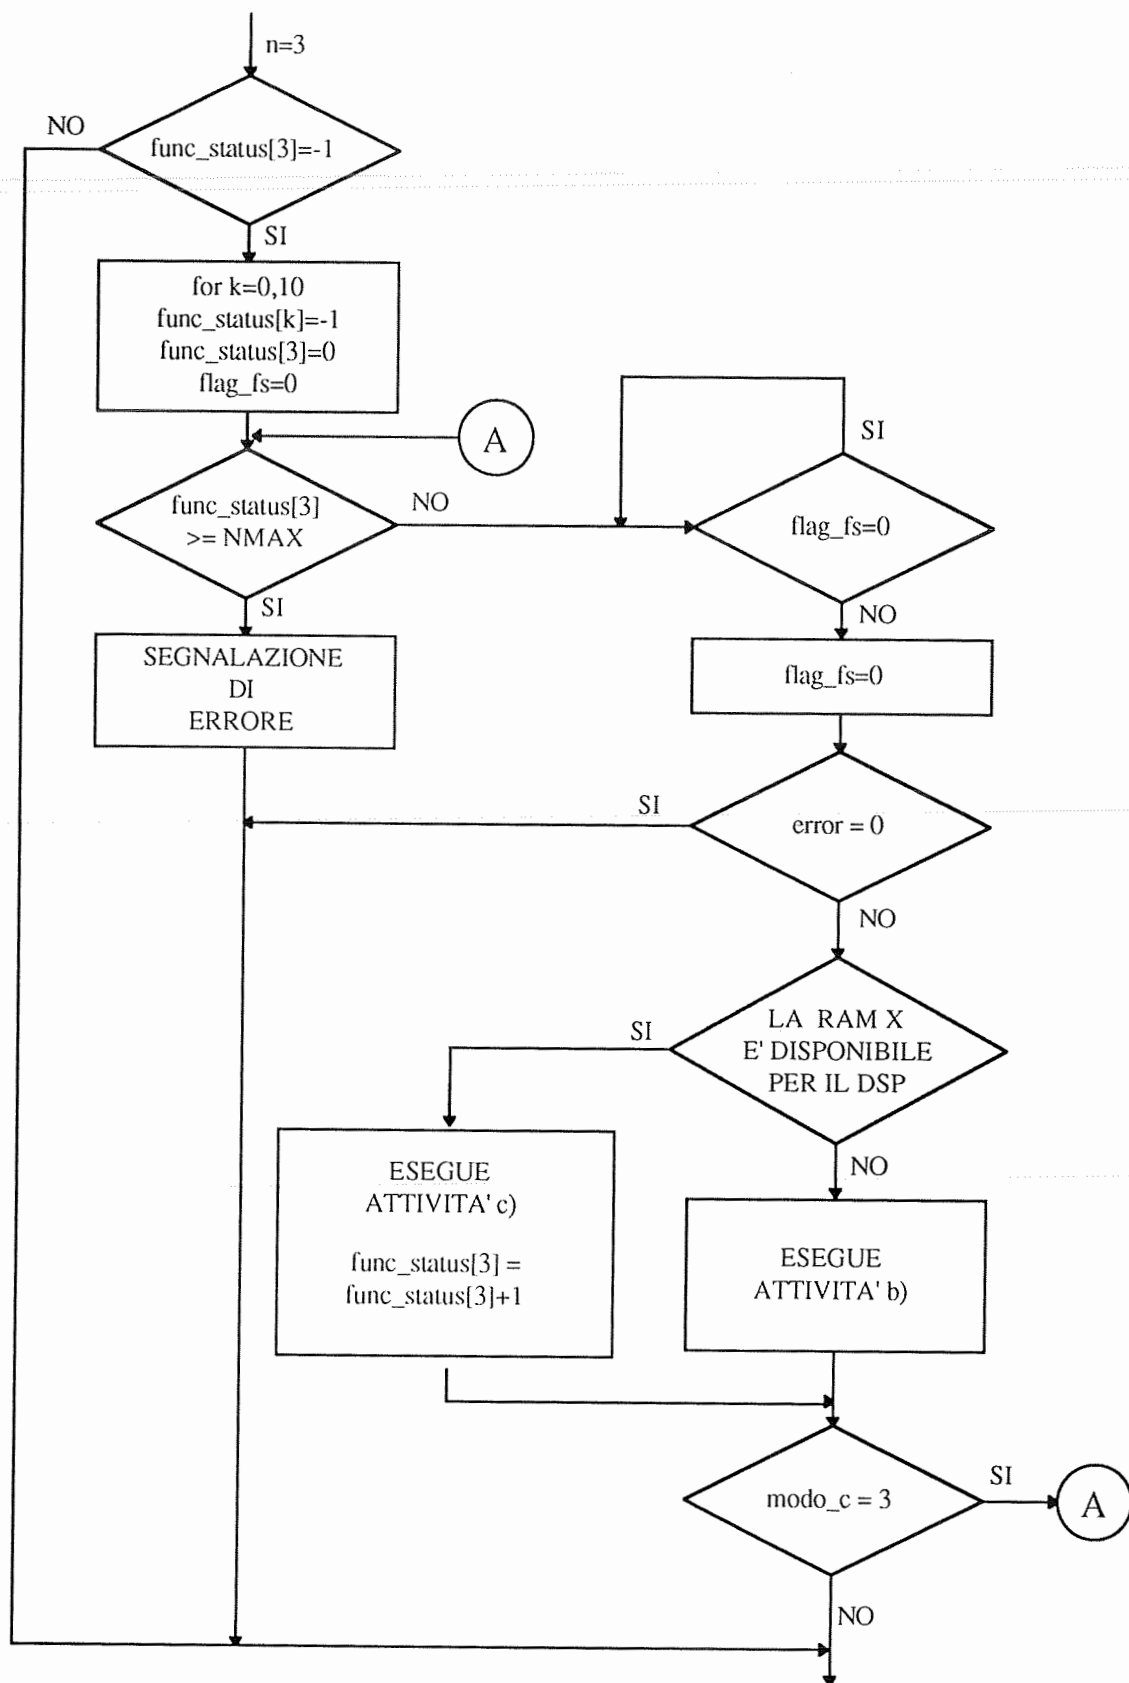 n=3
NO
func_status[3]=-1
SI
for k=0,10
func_status[k]=-1
func_status[3]=0
flag_fs=0
A
SI
func_status[3]
>= NMAX
NO
flag_fs=0
SI
NO
SEGNALAZIONE
DI
ERRORE
flag_fs=0
SI
error = 0
NO
LA RAM X
E' DISPONIBILE
PER IL DSP
SI
NO
ESEGUE
ATTIVITA' c)
func_status[3] =
func_status[3]+1
ESEGUE
ATTIVITA' b)
modo_c = 3
SI
A
NO